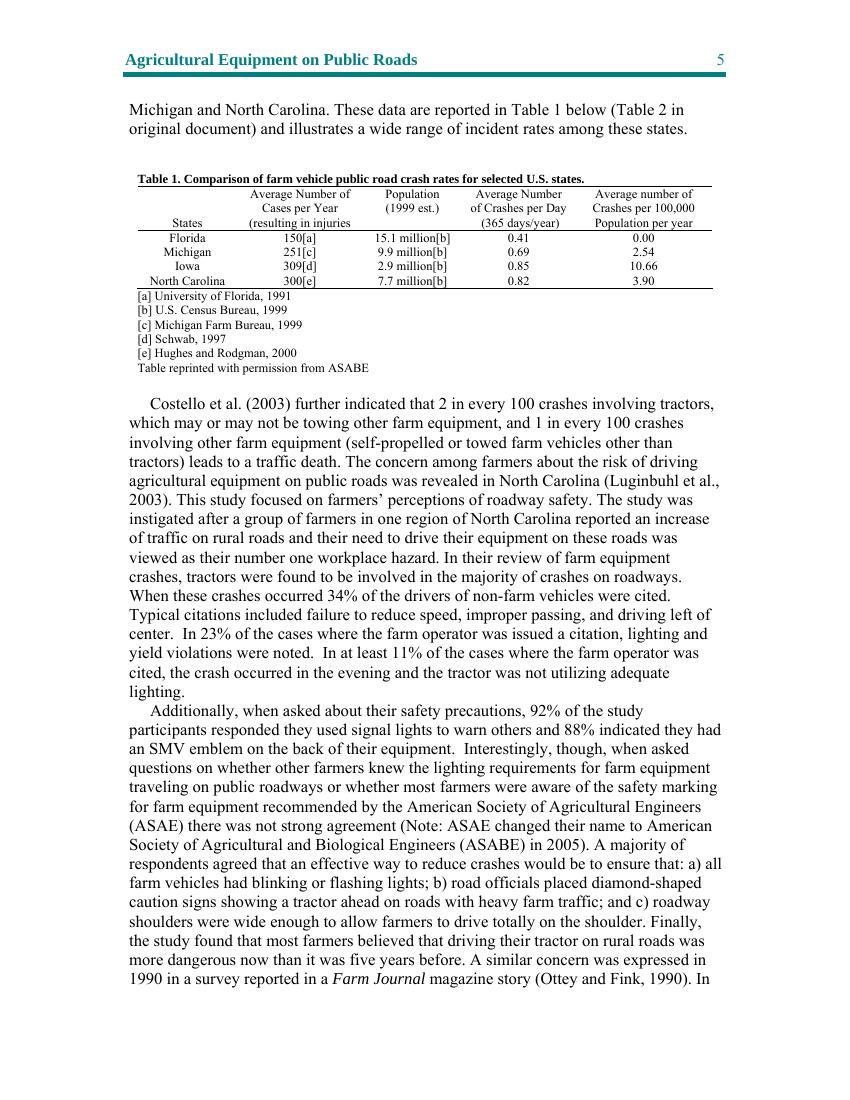 Agricultural Equipment on Public Roads 5
Michigan and North Carolina. These data are reported in Table 1 below (Table 2 in
original document) and illustrates a wide range of incident rates among these states.
Table 1. Comparison of farm vehicle public road crash rates for selected U.S. states.
Average Number of Population Average Number Average number of
Cases per Year (1999 est.) of Crashes per Day Crashes per 100,000
States (resulting in injuries (365 days/year) Population per year
Florida 150[a] 15.1 million[b] 0.41 0.00
Michigan 251[c] 9.9 million[b] 0.69 2.54
Iowa 309[d] 2.9 million[b] 0.85 10.66
North Carolina 300[e] 7.7 million[b] 0.82 3.90
[a] University of Florida, 1991
[b] U.S. Census Bureau, 1999
[c] Michigan Farm Bureau, 1999
[d] Schwab, 1997
[e] Hughes and Rodgman, 2000
Table reprinted with permission from ASABE
Costello et al. (2003) further indicated that 2 in every 100 crashes involving tractors,
which may or may not be towing other farm equipment, and 1 in every 100 crashes
involving other farm equipment (self-propelled or towed farm vehicles other than
tractors) leads to a traffic death. The concern among farmers about the risk of driving
agricultural equipment on public roads was revealed in North Carolina (Luginbuhl et al.,
2003). This study focused on farmers’ perceptions of roadway safety. The study was
instigated after a group of farmers in one region of North Carolina reported an increase
of traffic on rural roads and their need to drive their equipment on these roads was
viewed as their number one workplace hazard. In their review of farm equipment
crashes, tractors were found to be involved in the majority of crashes on roadways.
When these crashes occurred 34% of the drivers of non-farm vehicles were cited.
Typical citations included failure to reduce speed, improper passing, and driving left of
center. In 23% of the cases where the farm operator was issued a citation, lighting and
yield violations were noted. In at least 11% of the cases where the farm operator was
cited, the crash occurred in the evening and the tractor was not utilizing adequate
lighting.
Additionally, when asked about their safety precautions, 92% of the study
participants responded they used signal lights to warn others and 88% indicated they had
an SMV emblem on the back of their equipment. Interestingly, though, when asked
questions on whether other farmers knew the lighting requirements for farm equipment
traveling on public roadways or whether most farmers were aware of the safety marking
for farm equipment recommended by the American Society of Agricultural Engineers
(ASAE) there was not strong agreement (Note: ASAE changed their name to American
Society of Agricultural and Biological Engineers (ASABE) in 2005). A majority of
respondents agreed that an effective way to reduce crashes would be to ensure that: a) all
farm vehicles had blinking or flashing lights; b) road officials placed diamond-shaped
caution signs showing a tractor ahead on roads with heavy farm traffic; and c) roadway
shoulders were wide enough to allow farmers to drive totally on the shoulder. Finally,
the study found that most farmers believed that driving their tractor on rural roads was
more dangerous now than it was five years before. A similar concern was expressed in
1990 in a survey reported in a Farm Journal magazine story (Ottey and Fink, 1990). In